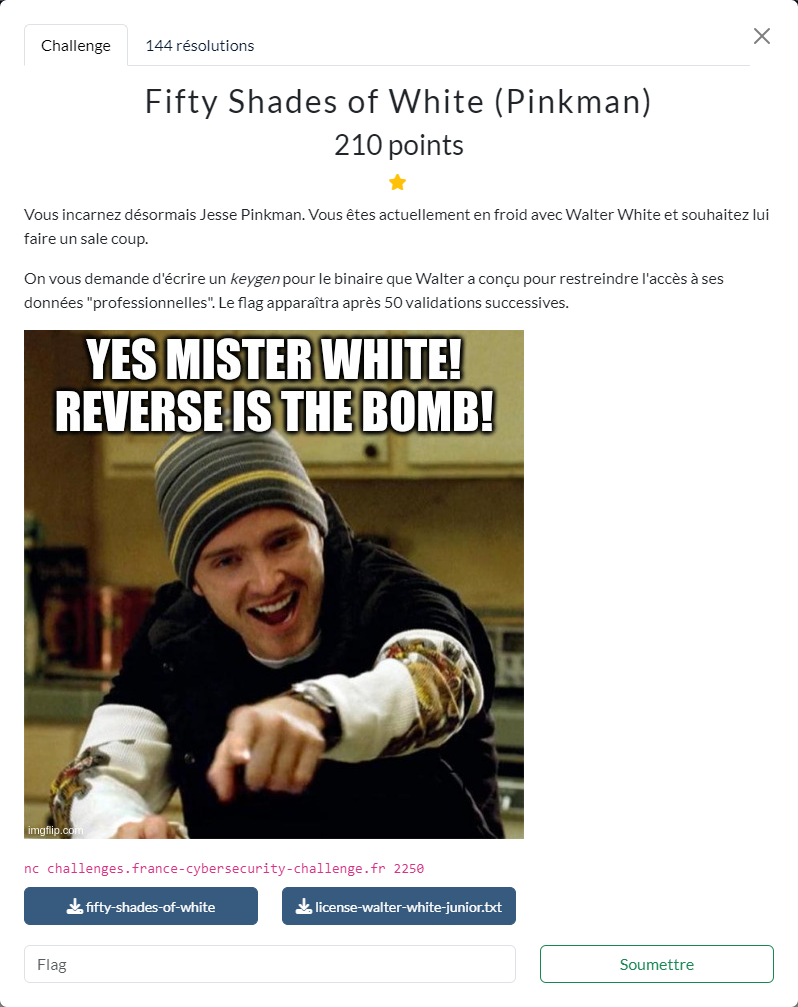 Challenge
144 résolutions
Fifty Shades of White (Pinkman)
210 points
Vous incarnez désormais Jesse Pinkman. Vous êtes actuellement en froid avec Walter White et souhaitez lui
faire un sale coup.
On vous demande d'écrire un keygen pour le binaire que Walter a conçu pour restreindre l'accès à ses
données "professionnelles". Le flag apparaîtra après 50 validations successives.
YES MISTER WHITE!
REVERSE IS THE BOMB!
imgflip.com
nc challenges.france-cybersecurity-challenge.fr 2250
fifty-shades-of-white
license-walter-white-junior.txt
Flag
Soumettre